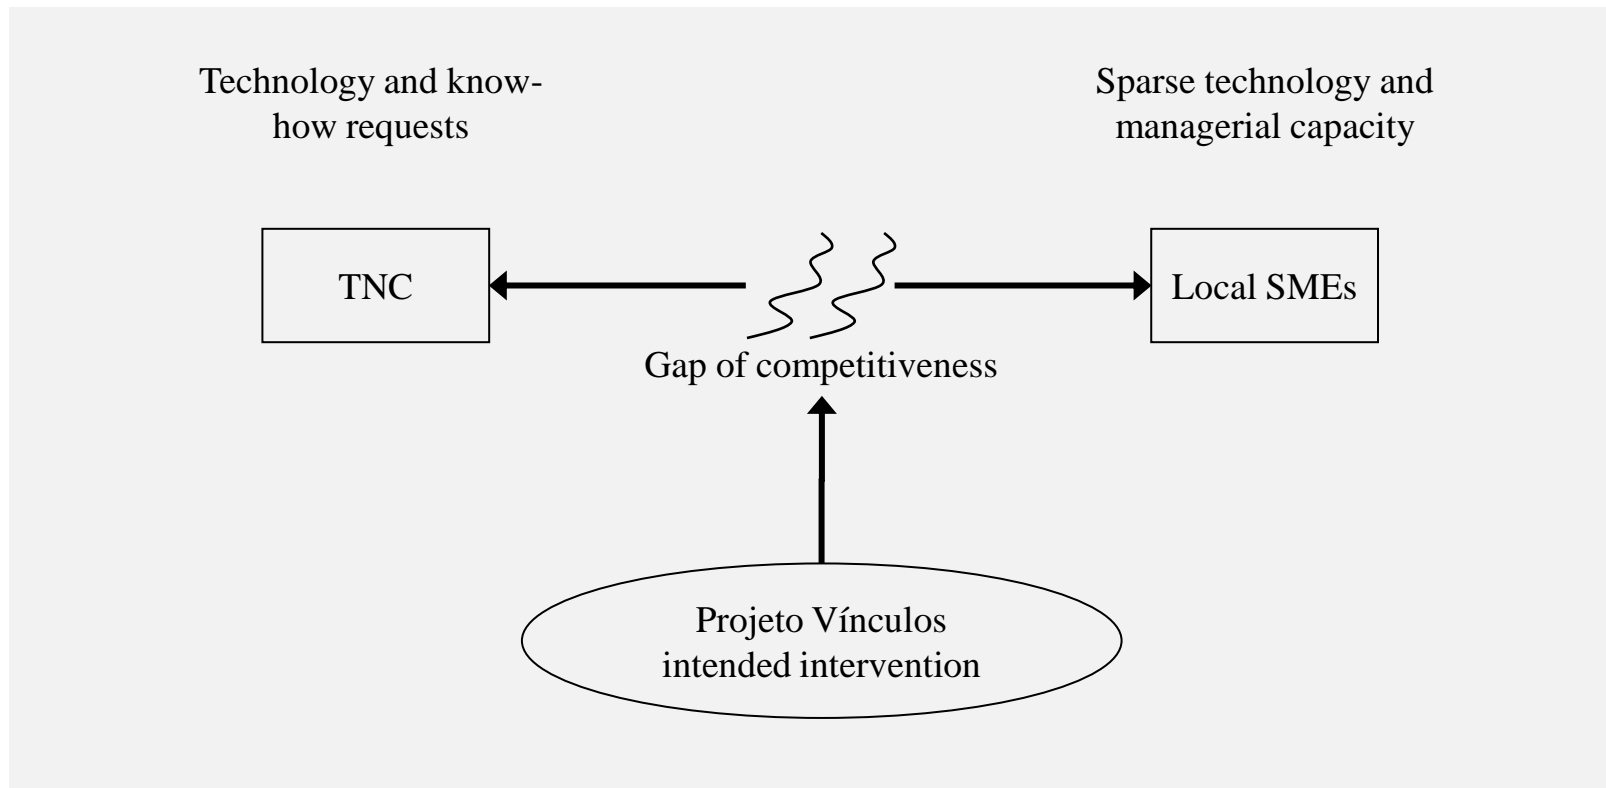 Technology and know-
how requests
Sparse technology and
managerial capacity
TNC
Local SMEs
Gap of competitiveness
Projeto Vínculos
intended intervention